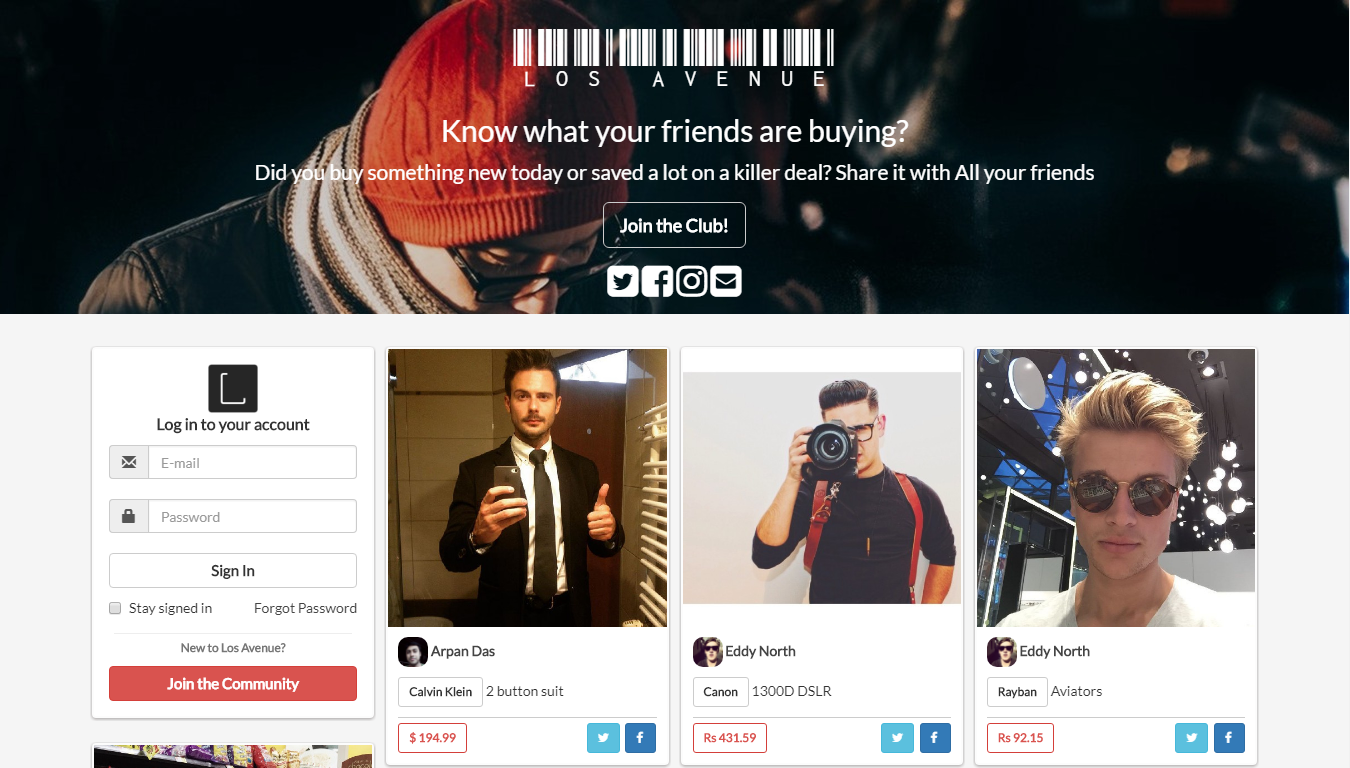 LOS AVENUE
Know what your friends are buying?
Did you buy something new today or saved a lot on a killer deal? Share it with All your friends
Join the Club!
L
Log in to your account
E-mail
Password
Sign In
Stay signed in Forgot Password
New to Los Avenue?
Join the Community
Arpan Das
Calvin Klein 2 button suit
$ 194.99
Eddy North
Canon 1300D DSLR
Rs 431.59
Eddy North
Rayban Aviators
Rs 92.15